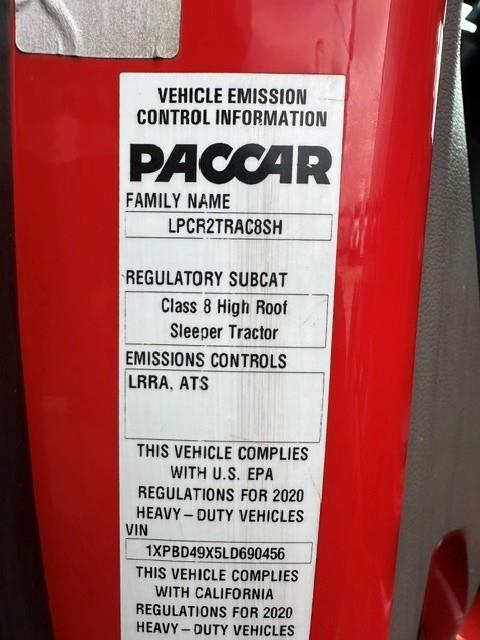 VEHICLE EMISSION
CONTROL INFORMATION
PACCAR
FAMILY NAME
LPCR2TRAC8SH
REGULATORY SUBCAT
Class 8 High Roof
Sleeper Tractor
EMISSIONS CONTROLS
LRRA, ATS
THIS VEHICLE COMPLIES
WITH U.S. EPA
REGULATIONS FOR 2020
HEAVY-DUTY VEHICLES
VIN
1XPBD49X5LD690456
THIS VEHICLE COMPLIES
WITH CALIFORNIA
REGULATIONS FOR 2020
HEAVY-DUTY VEHICLES